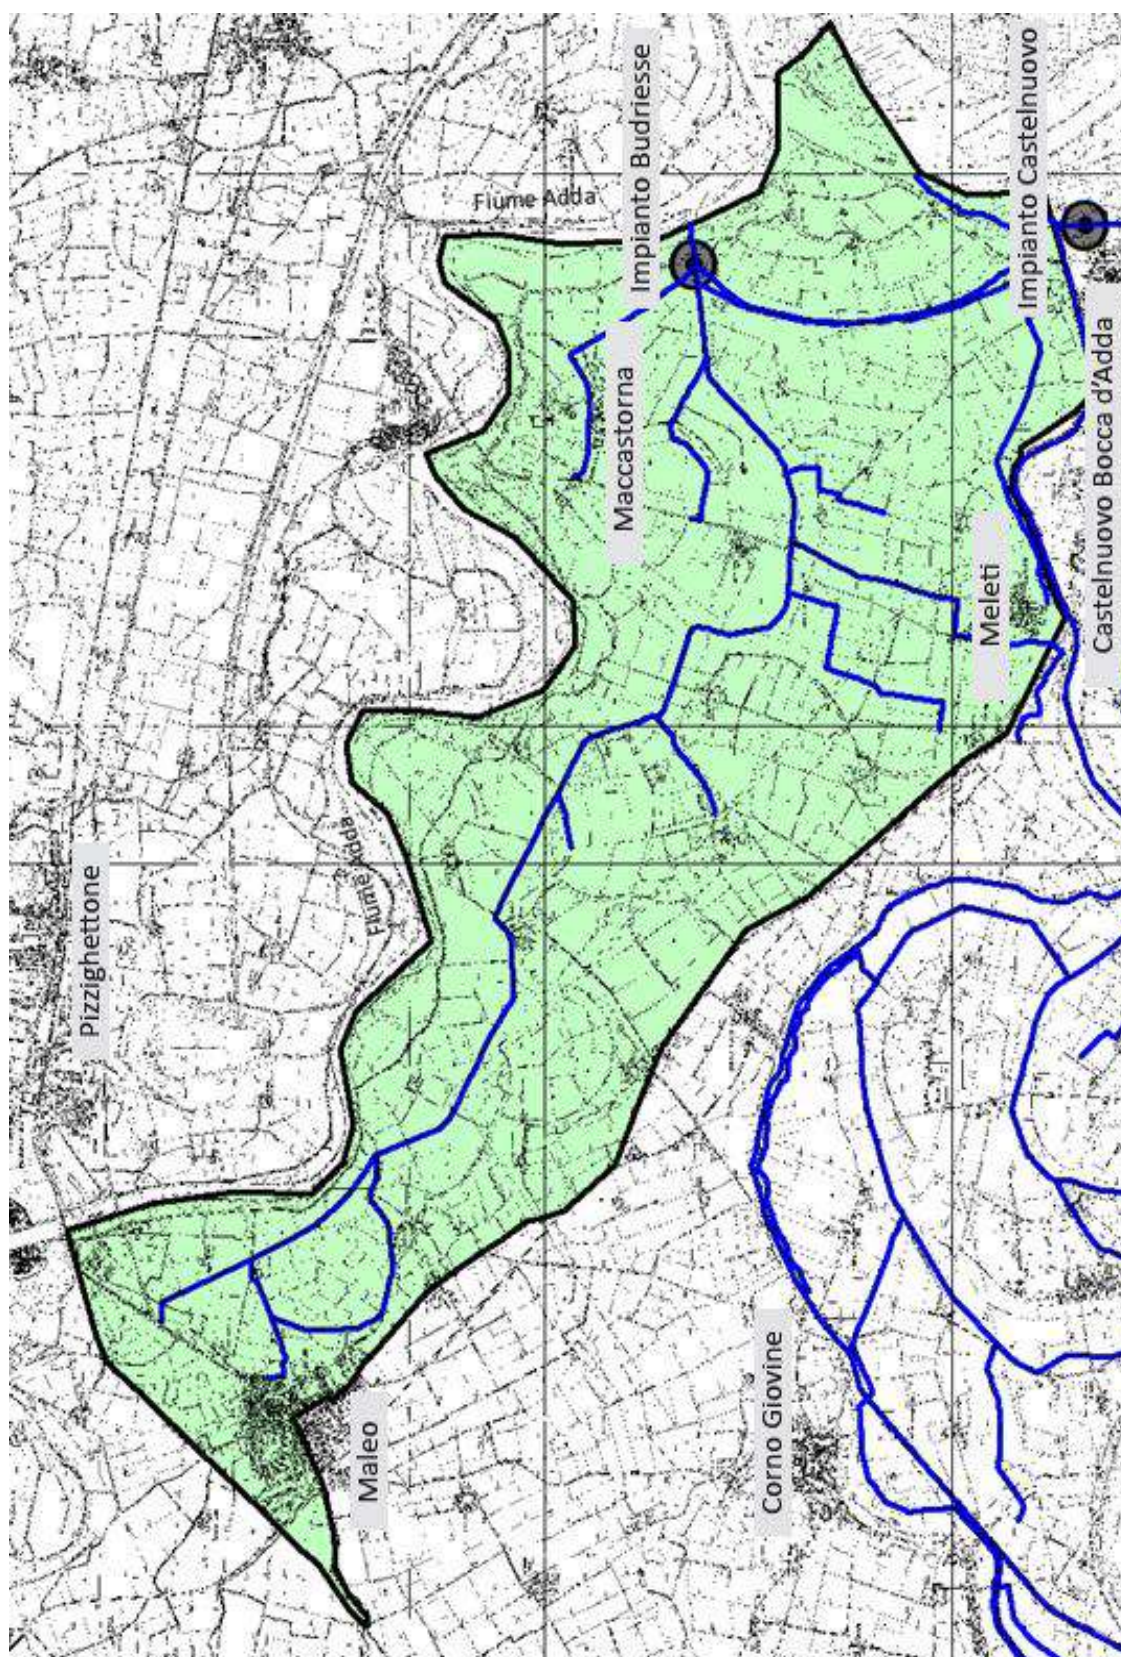 Pizzighettone
Fiume Adda
Fiume Adda
Maleo
Maccastorna
Impianto Budriesse
Corno Giovine
Meleti
Impianto Castelnuovo
Castelnuovo Bocca d'Adda